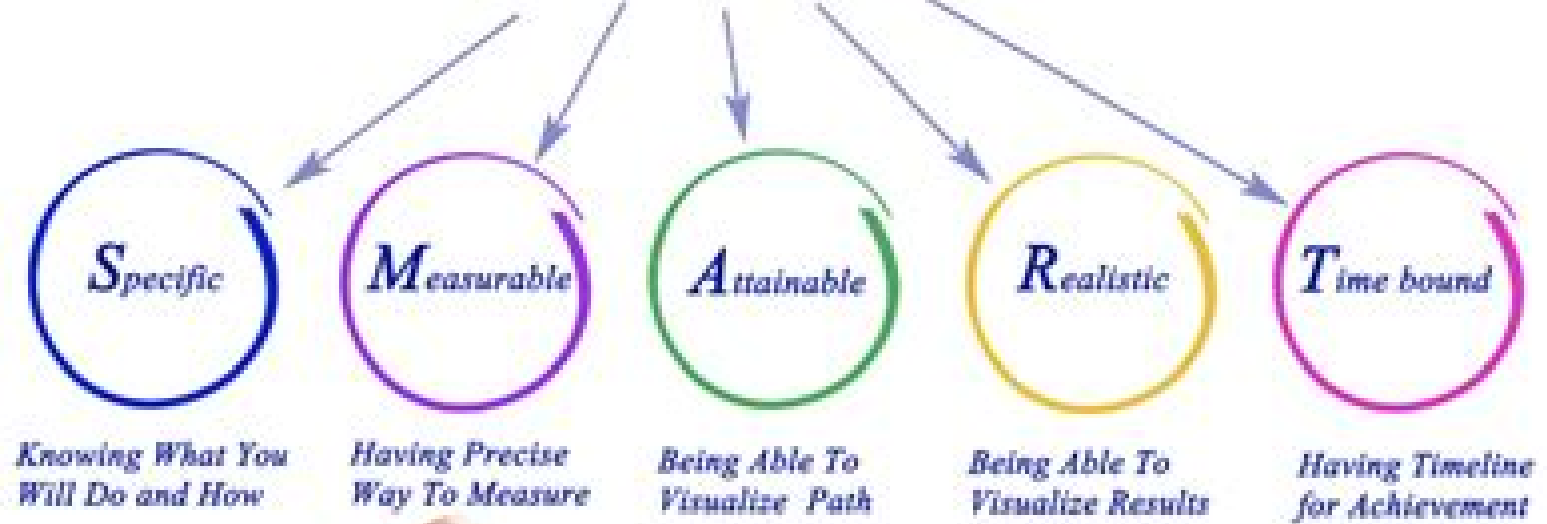 Specific
Measurable
Attainable
Realistic
Time bound
Knowing What You
Will Do and How
Having Precise
Way To Measure
Being Able To
Visualize Path
Being Able To
Visualize Results
Having Timeline
for Achievement